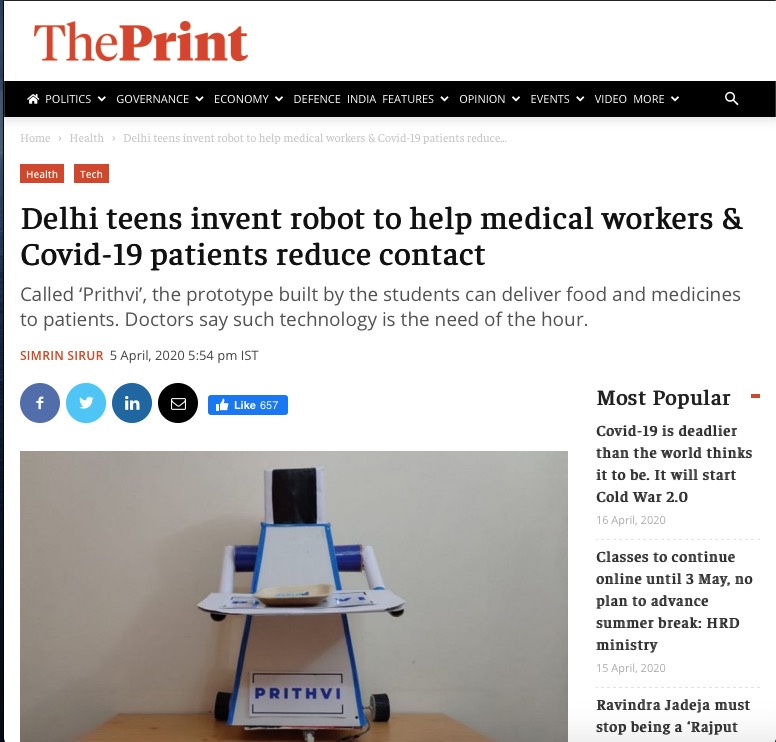 ThePrint
POLITICS GOVERNANCE ECONOMY DEFENCE INDIA FEATURES OPINION EVENTS VIDEO MORE
Home > Health > Delhi teens invent robot to help medical workers & Covid-19 patients reduce...
Health Tech
Delhi teens invent robot to help medical workers &
Covid-19 patients reduce contact
Called ‘Prithvi’, the prototype built by the students can deliver food and medicines
to patients. Doctors say such technology is the need of the hour.
SIMRIN SIRUR 5 April, 2020 5:54 pm IST
f in Like 657
PRITHVI
Most Popular
Covid-19 is deadlier
than the world thinks
it to be. It will start
Cold War 2.0
16 April, 2020
Classes to continue
online until 3 May, no
plan to advance
summer break: HRD
ministry
15 April, 2020
Ravindra Jadeja must
stop being a ‘Rajput